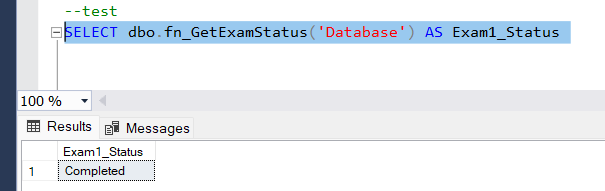 --test
SELECT dbo.fn_GetExamStatus('Database') AS Exam1_Status
100 %
Results Messages
Exam1_Status
1 Completed